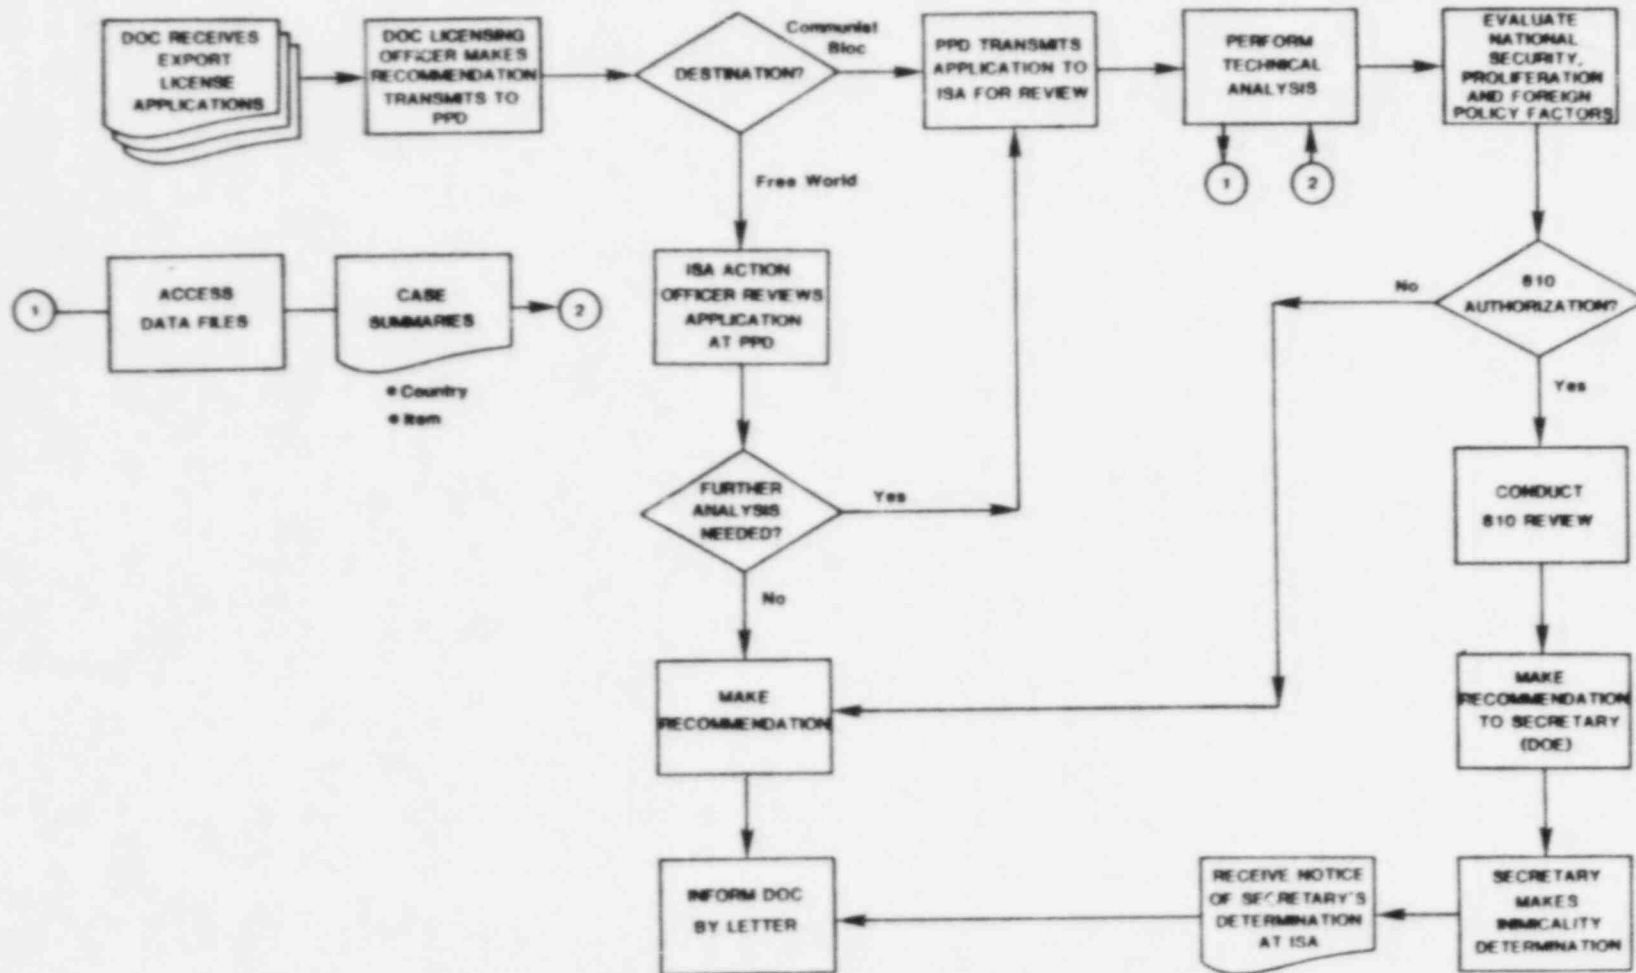 DOC RECEIVES
EXPORT
LICENSE
APPLICATIONS
DOC LICENSING
OFFICER MAKES
RECOMMENDATION
TRANSMITS TO
PPD
DESTINATION?
Communist
Bloc
PPD TRANSMITS
APPLICATION TO
ISA FOR REVIEW
PERFORM
TECHNICAL
ANALYSIS
EVALUATE
NATIONAL
SECURITY,
PROLIFERATION
AND FOREIGN
POLICY FACTORS
1
2
Free World
1
ACCESS
DATA FILES
CASE
SUMMARIES
2
• Country
• Item
ISA ACTION
OFFICER REVIEWS
APPLICATION
AT PPD
No
810
AUTHORIZATION?
Yes
FURTHER
ANALYSIS
NEEDED?
Yes
CONDUCT
810 REVIEW
No
MAKE
RECOMMENDATION
MAKE
RECOMMENDATION
TO SECRETARY
(DOE)
INFORM DOC
BY LETTER
RECEIVE NOTICE
OF SECRETARY'S
DETERMINATION
AT ISA
SECRETARY
MAKES
INIMICALITY
DETERMINATION